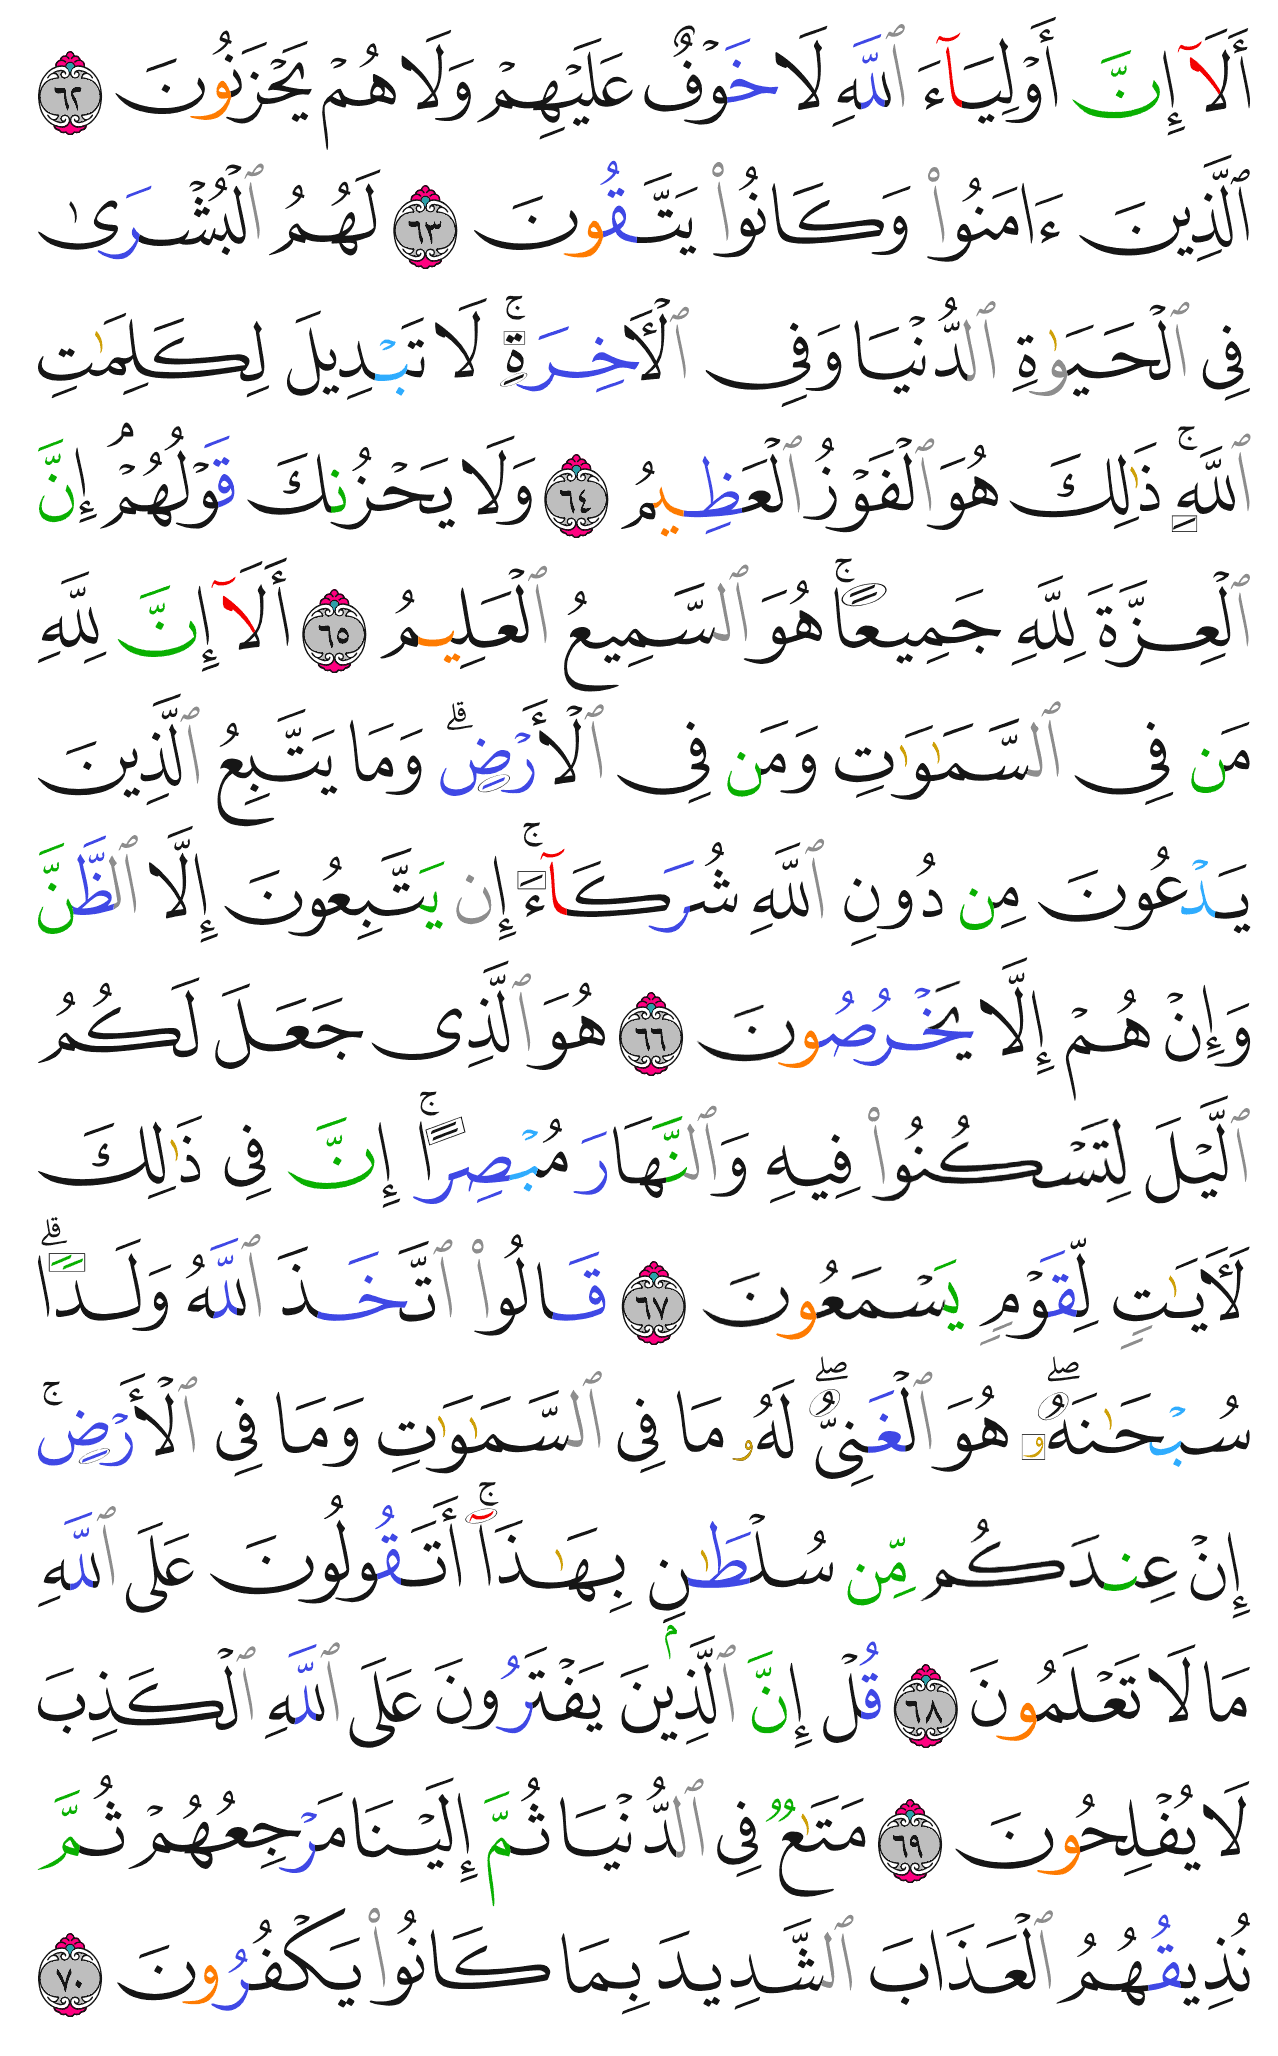 أَلَآ إِنَّ أَوْلِيَآءَ ٱللَّهِ لَا خَوْفٌ عَلَيْهِمْ وَلَا هُمْ يَحْزَنُونَ ٦٢
ٱلَّذِينَ ءَامَنُوا۟ وَكَانُوا۟ يَتَّقُونَ ٦٣ لَهُمُ ٱلْبُشْرَىٰ
فِى ٱلْحَيَوٰةِ ٱلدُّنْيَا وَفِى ٱلْـَٔاخِرَةِ ۚ لَا تَبْدِيلَ لِكَلِمَٰتِ
ٱللَّهِ ۚ ذَٰلِكَ هُوَ ٱلْفَوْزُ ٱلْعَظِيمُ ٦٤ وَلَا يَحْزُنكَ قَوْلُهُمْ ۘ إِنَّ
ٱلْعِزَّةَ لِلَّهِ جَمِيعًا ۚ هُوَ ٱلسَّمِيعُ ٱلْعَلِيمُ ٦٥ أَلَآ إِنَّ لِلَّهِ
مَن فِى ٱلسَّمَٰوَٰتِ وَمَن فِى ٱلْأَرْضِ ۗ وَمَا يَتَّبِعُ ٱلَّذِينَ
يَدْعُونَ مِن دُونِ ٱللَّهِ شُرَكَآءَ ۚ إِن يَتَّبِعُونَ إِلَّا ٱلظَّنَّ
وَإِنْ هُمْ إِلَّا يَخْرُصُونَ ٦٦ هُوَ ٱلَّذِى جَعَلَ لَكُمُ
ٱلَّيْلَ لِتَسْكُنُوا۟ فِيهِ وَٱلنَّهَارَ مُبْصِرًا ۚ إِنَّ فِى ذَٰلِكَ
لَـَٔايَٰتٍ لِّقَوْمٍ يَسْمَعُونَ ٦٧ قَالُوا۟ ٱتَّخَذَ ٱللَّهُ وَلَدًا ۗ
سُبْحَٰنَهُۥ ۖ هُوَ ٱلْغَنِىُّ ۖ لَهُۥ مَا فِى ٱلسَّمَٰوَٰتِ وَمَا فِى ٱلْأَرْضِ ۚ
إِنْ عِندَكُم مِّن سُلْطَٰنٍۭ بِهَٰذَآ ۚ أَتَقُولُونَ عَلَى ٱللَّهِ
مَا لَا تَعْلَمُونَ ٦٨ قُلْ إِنَّ ٱلَّذِينَ يَفْتَرُونَ عَلَى ٱللَّهِ ٱلْكَذِبَ
لَا يُفْلِحُونَ ٦٩ مَتَٰعٌ فِى ٱلدُّنْيَا ثُمَّ إِلَيْنَا مَرْجِعُهُمْ ثُمَّ
نُذِيقُهُمُ ٱلْعَذَابَ ٱلشَّدِيدَ بِمَا كَانُوا۟ يَكْفُرُونَ ٧٠